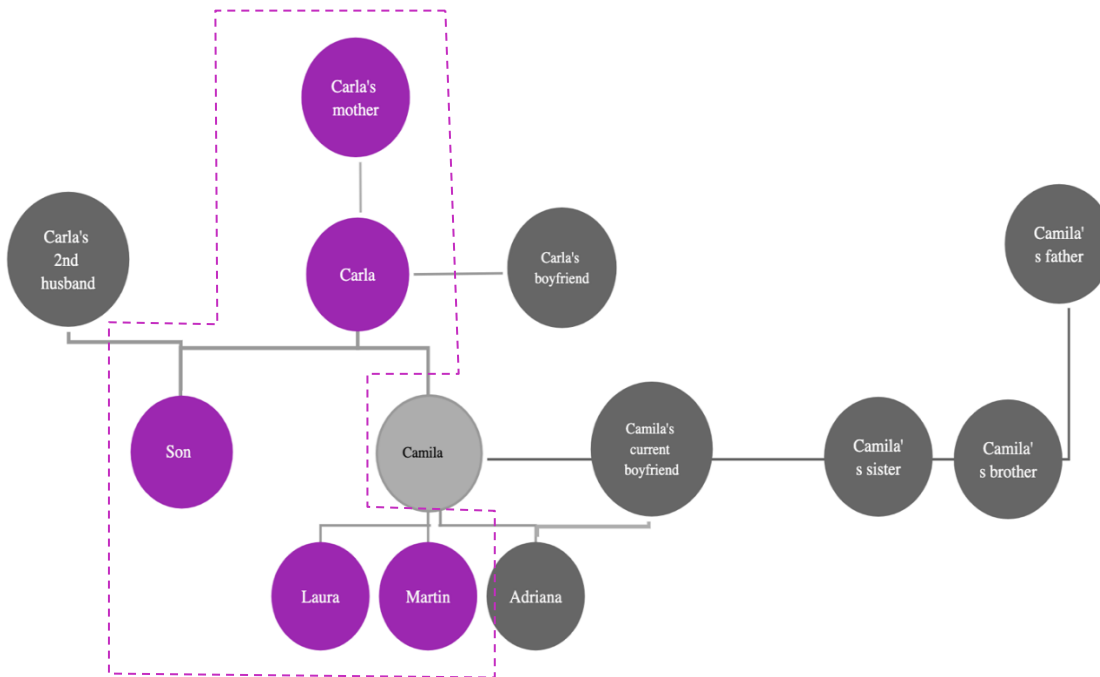 Carla's
mother
Carla's
2nd
husband
Carla
Carla's
boyfriend
Camila'
s father
Son
Camila
Camila's
current
boyfriend
Camila'
s sister
Camila'
s brother
Laura
Martin
Adriana